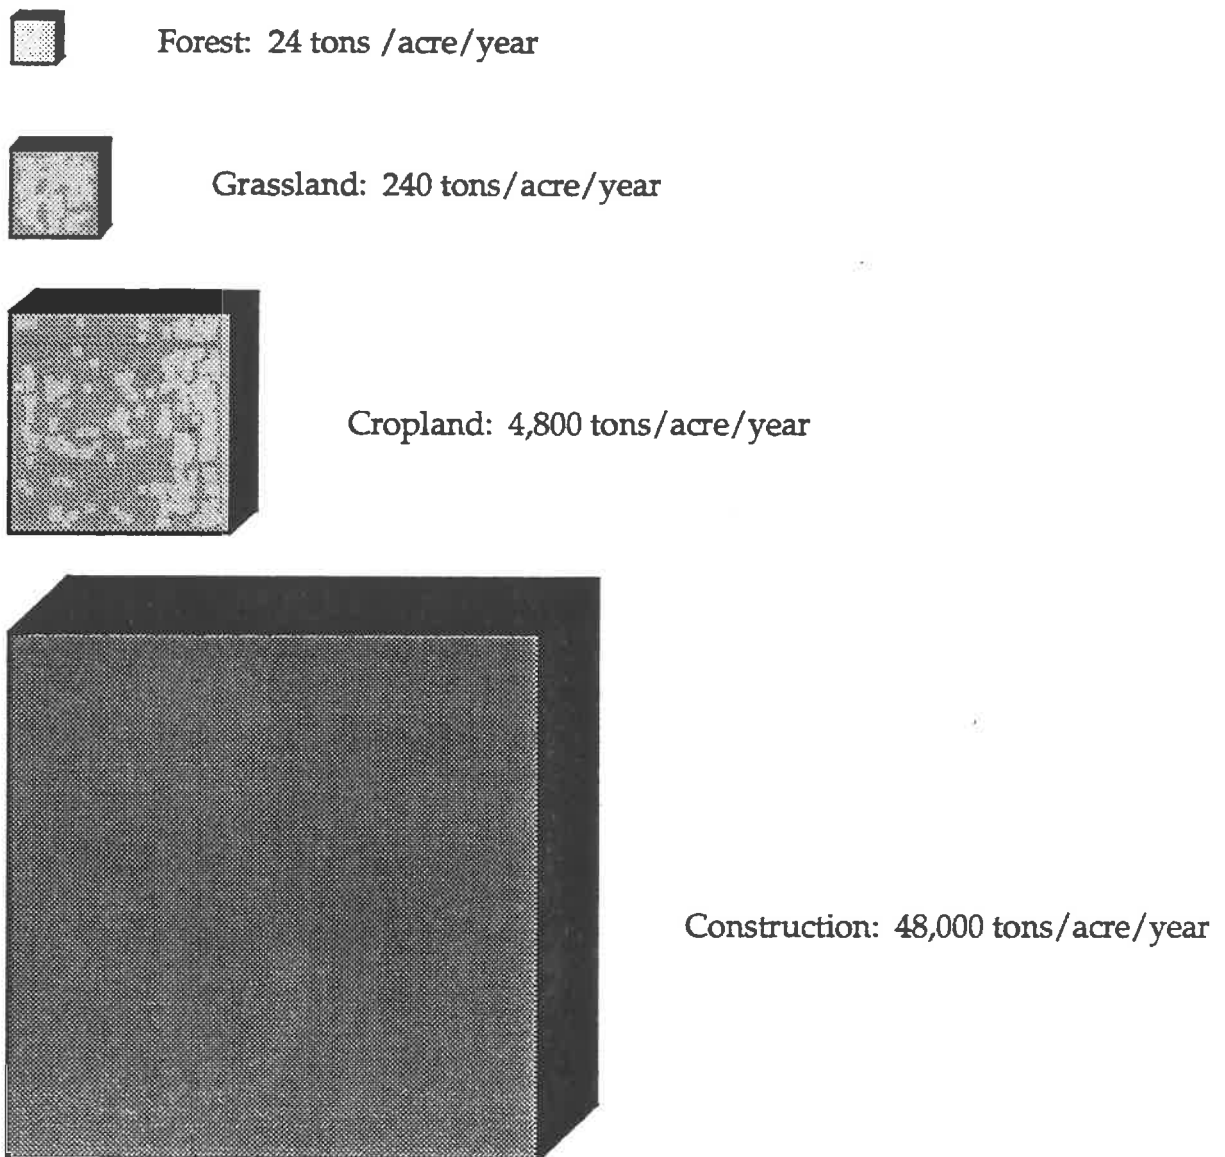 Forest: 24 tons /acre/year
Grassland: 240 tons/acre/year
Cropland: 4,800 tons/acre/year
Construction: 48,000 tons/acre/year